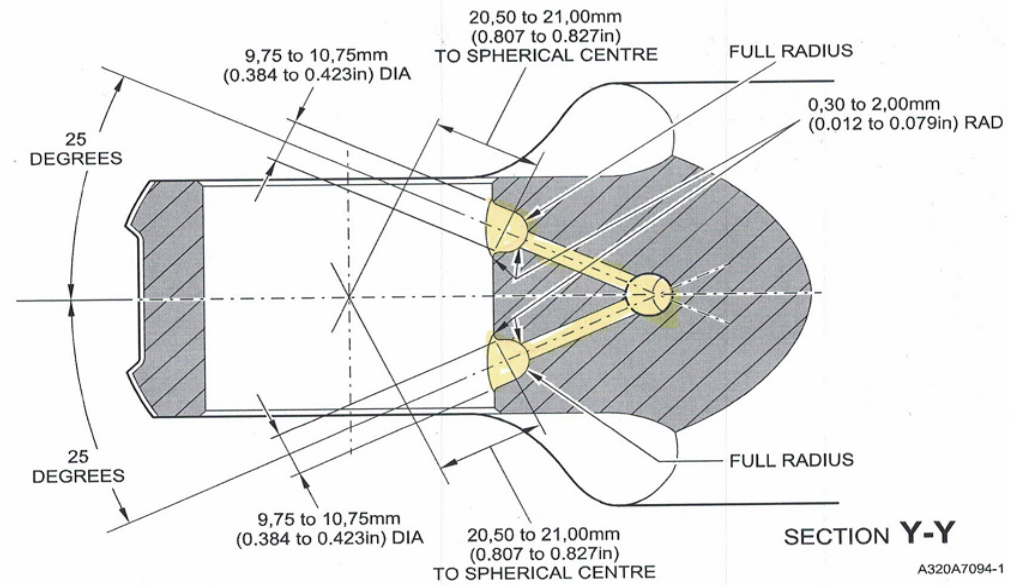 20,50 to 21,00mm
(0.807 to 0.827in)
TO SPHERICAL CENTRE
FULL RADIUS
9,75 to 10,75mm
(0.384 to 0.423in) DIA
0,30 to 2,00mm
(0.012 to 0.079in) RAD
25
DEGREES
25
DEGREES
FULL RADIUS
9,75 to 10,75mm
(0.384 to 0.423in) DIA
20,50 to 21,00mm
(0.807 to 0.827in)
TO SPHERICAL CENTRE
SECTION Y-Y
A320A7094-1